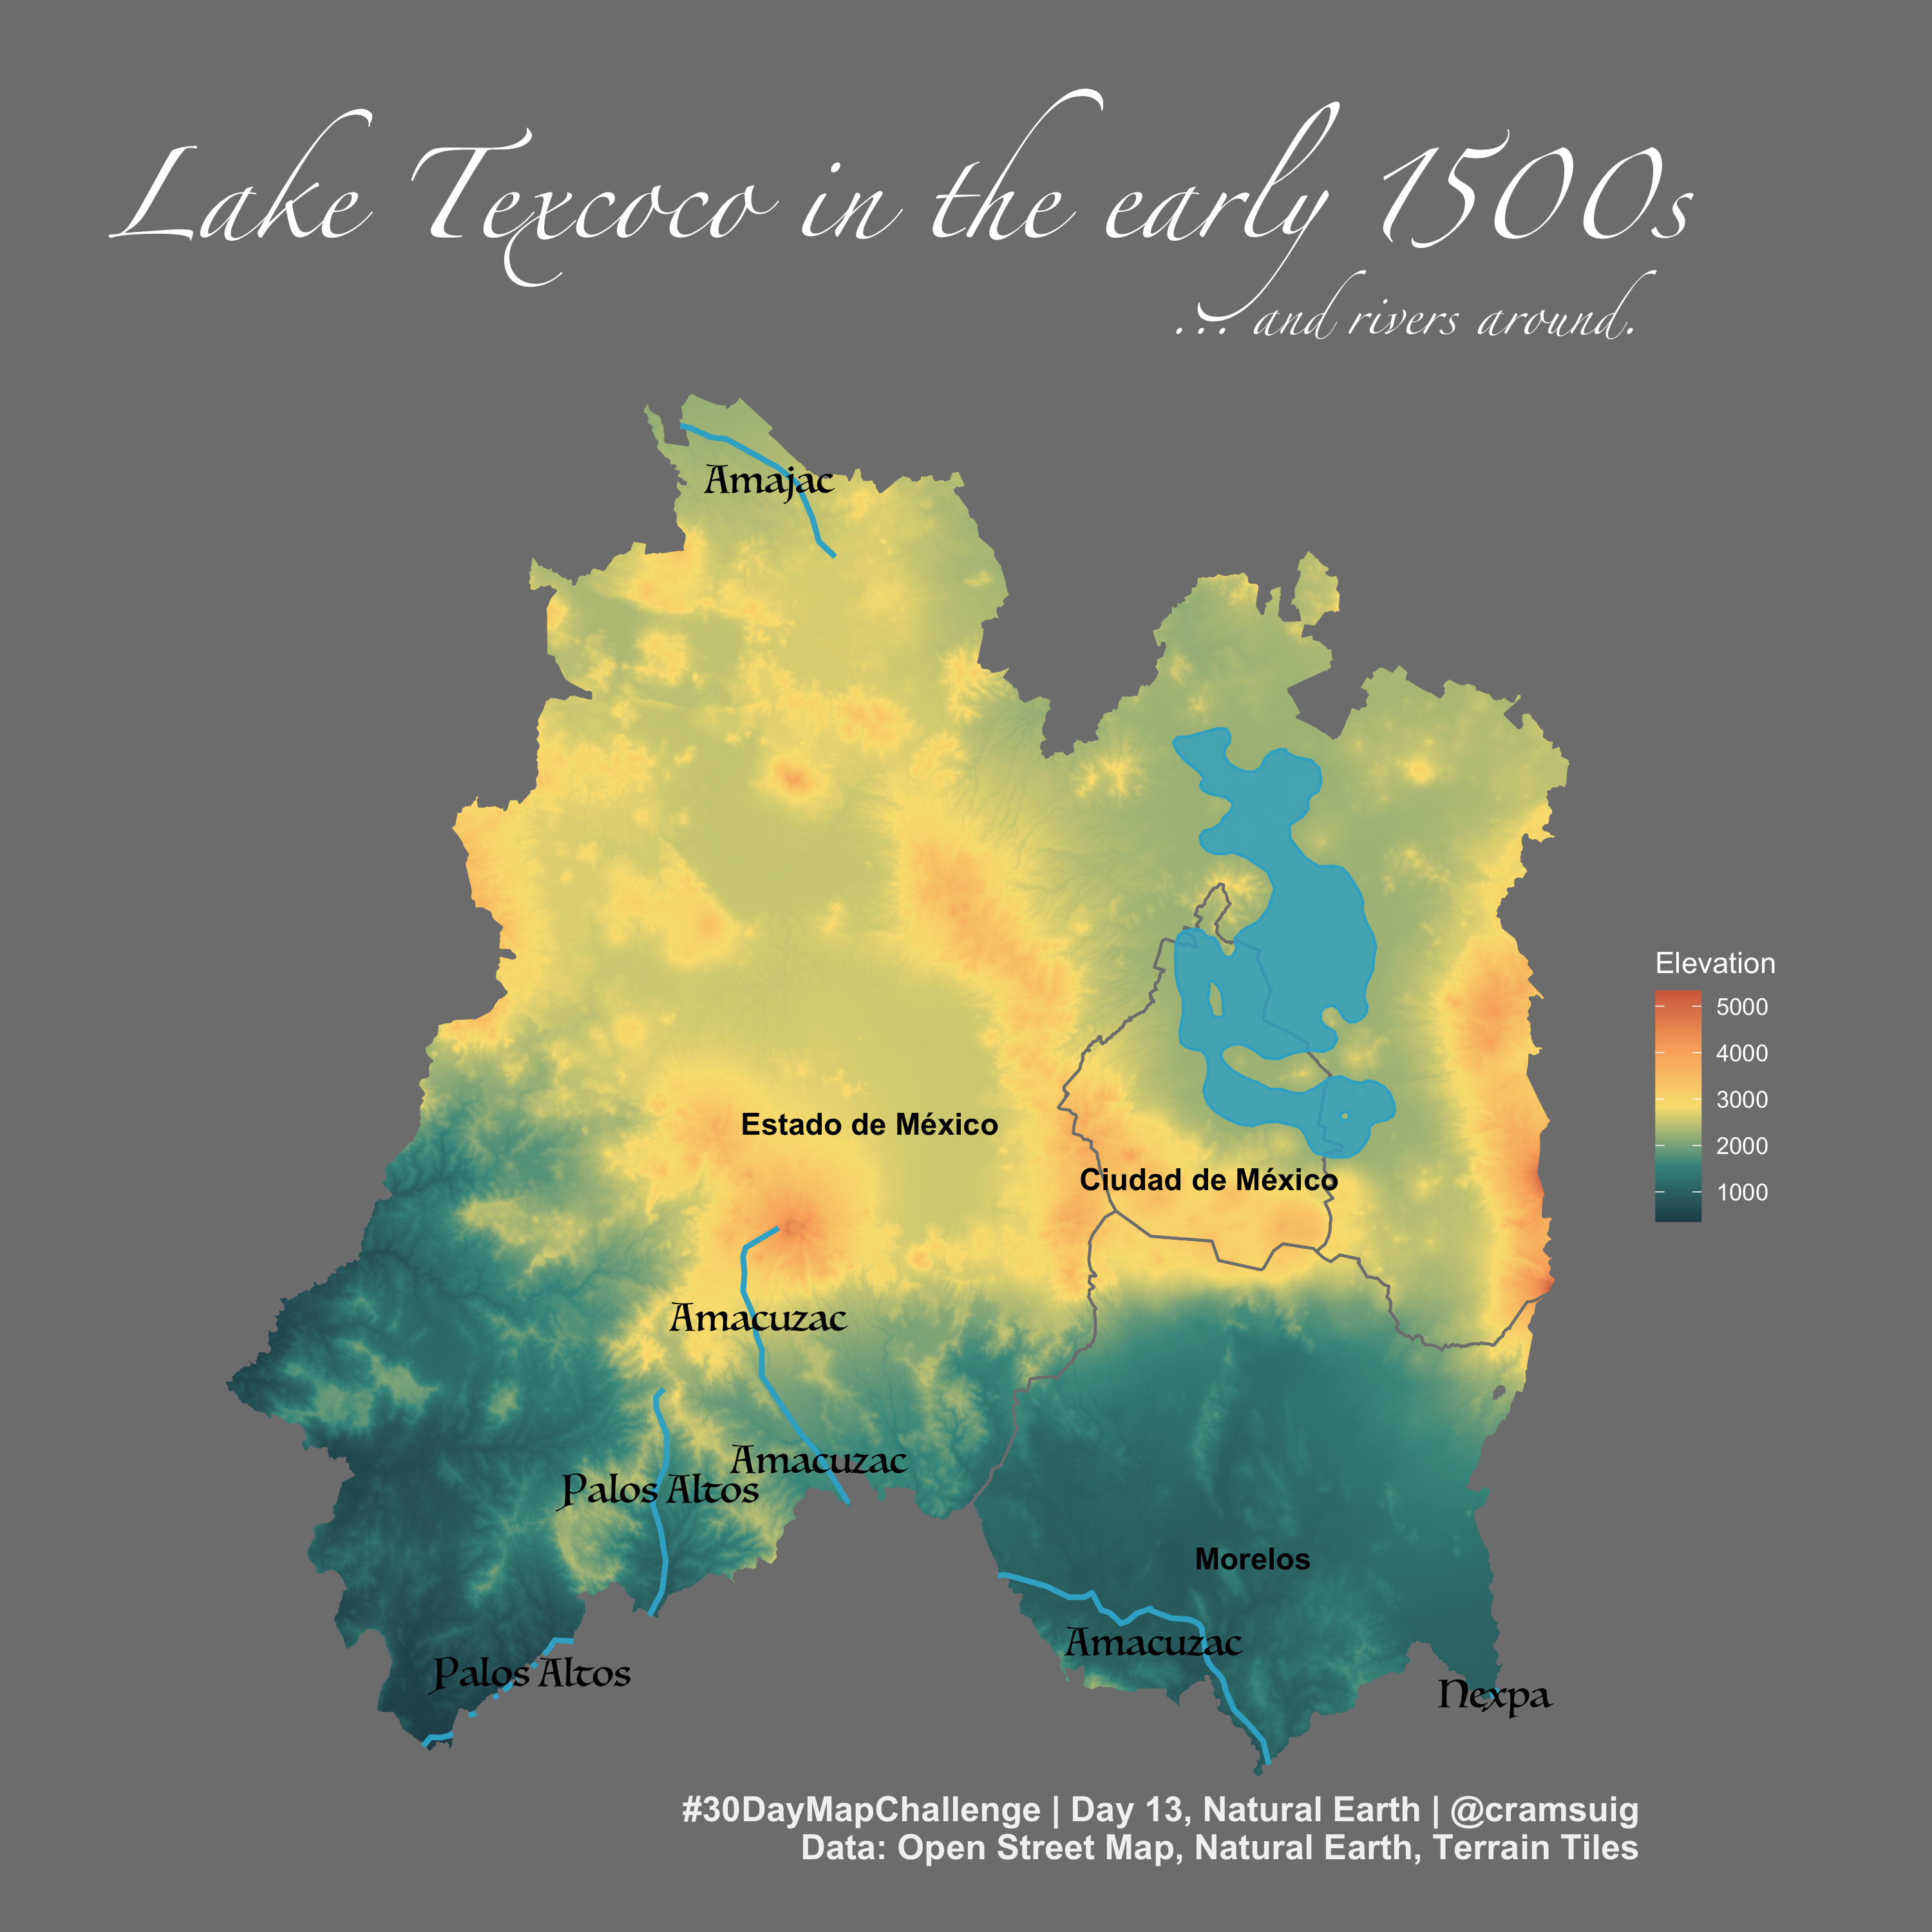 Lake Texcoco in the early 1500s
... and rivers around.
Amajac
Elevation
5000
4000
3000
2000
1000
Estado de México
Ciudad de México
Amacuzac
Amacuzac
Palos Altos
Morelos
Amacuzac
Palos Altos
Nexpa
#30DayMapChallenge | Day 13, Natural Earth | @cramsuig
Data: Open Street Map, Natural Earth, Terrain Tiles